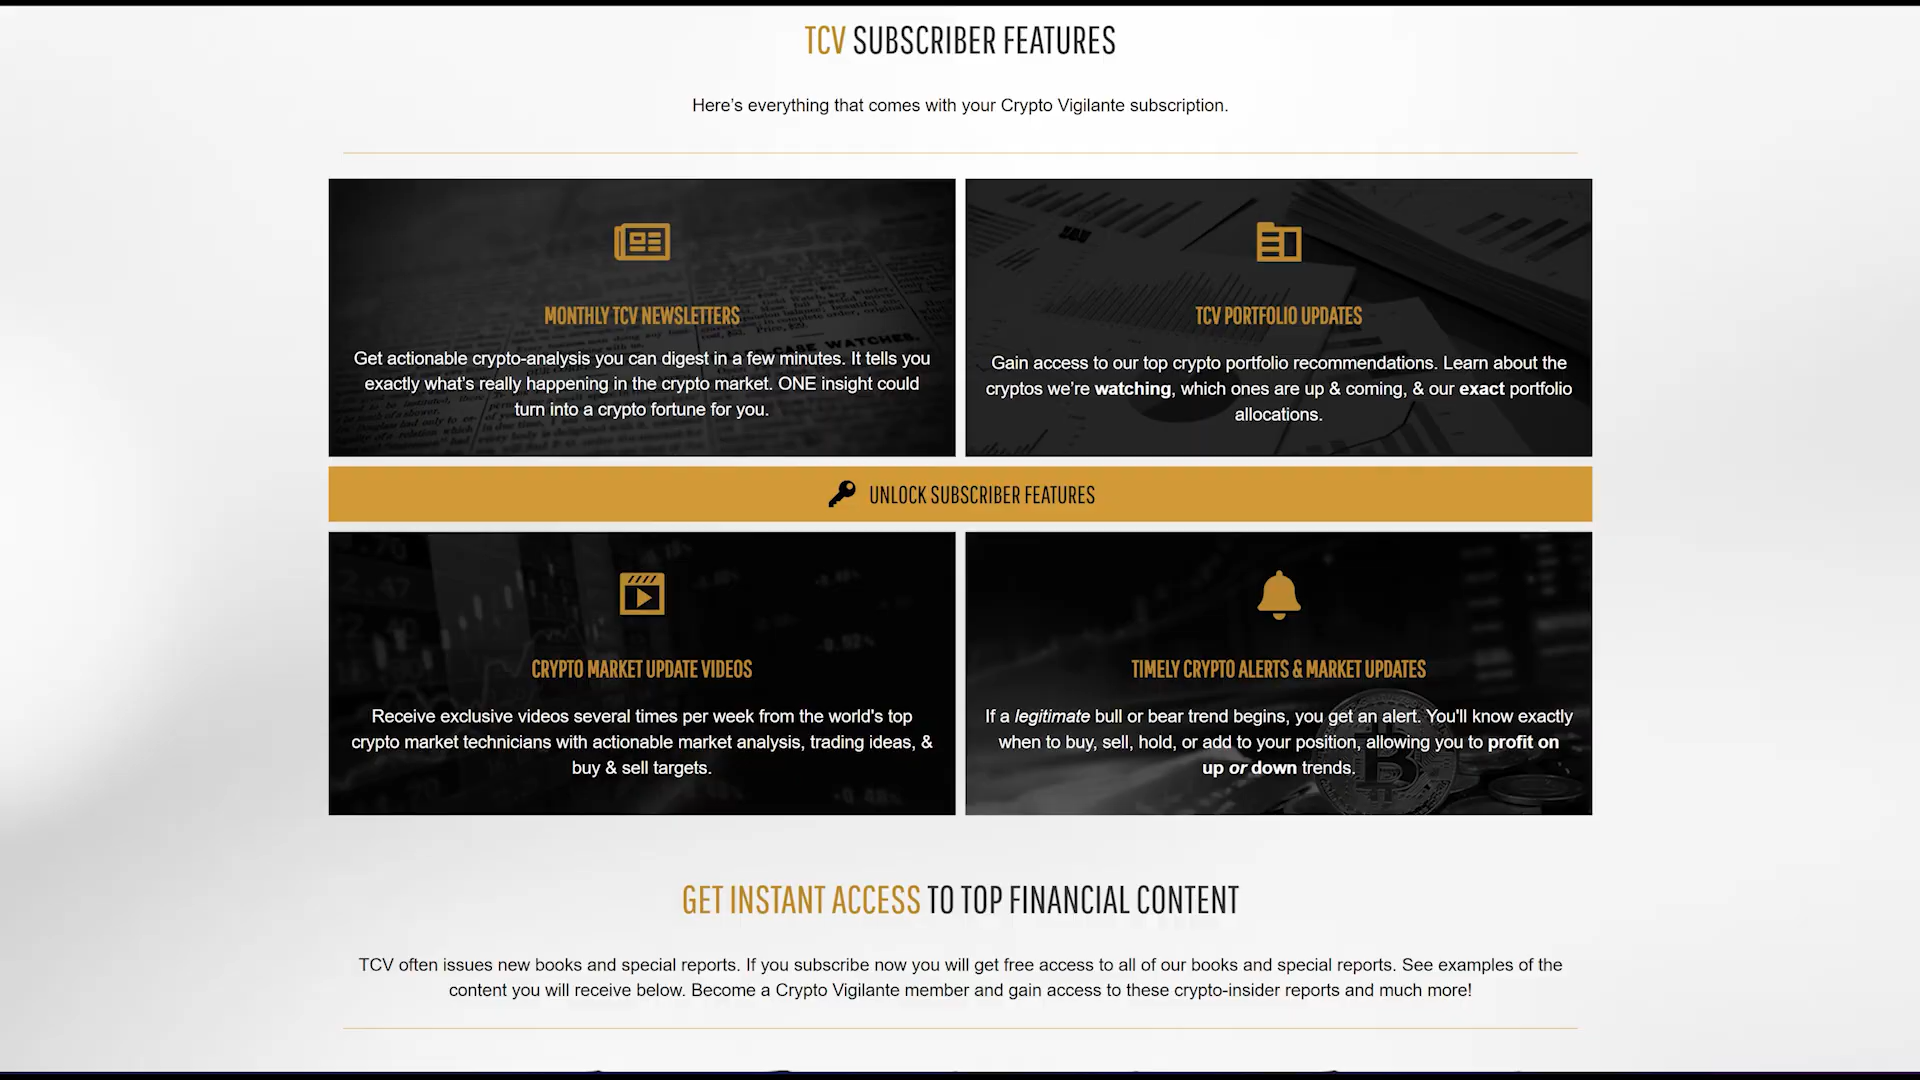 TCV SUBSCRIBER FEATURES
Here’s everything that comes with your Crypto Vigilante subscription.
MONTHLY TCV NEWSLETTERS
Get actionable crypto-analysis you can digest in a few minutes. It tells you
exactly what’s really happening in the crypto market. ONE insight could
turn into a crypto fortune for you.
TCV PORTFOLIO UPDATES
Gain access to our top crypto portfolio recommendations. Learn about the
cryptos we’re watching, which ones are up & coming, & our exact portfolio
allocations.
UNLOCK SUBSCRIBER FEATURES
CRYPTO MARKET UPDATE VIDEOS
Receive exclusive videos several times per week from the world's top
crypto market technicians with actionable market analysis, trading ideas, &
buy & sell targets.
TIMELY CRYPTO ALERTS & MARKET UPDATES
If a legitimate bull or bear trend begins, you get an alert. You'll know exactly
when to buy, sell, hold, or add to your position, allowing you to profit on
up or down trends.
GET INSTANT ACCESS TO TOP FINANCIAL CONTENT
TCV often issues new books and special reports. If you subscribe now you will get free access to all of our books and special reports. See examples of the
content you will receive below. Become a Crypto Vigilante member and gain access to these crypto-insider reports and much more!